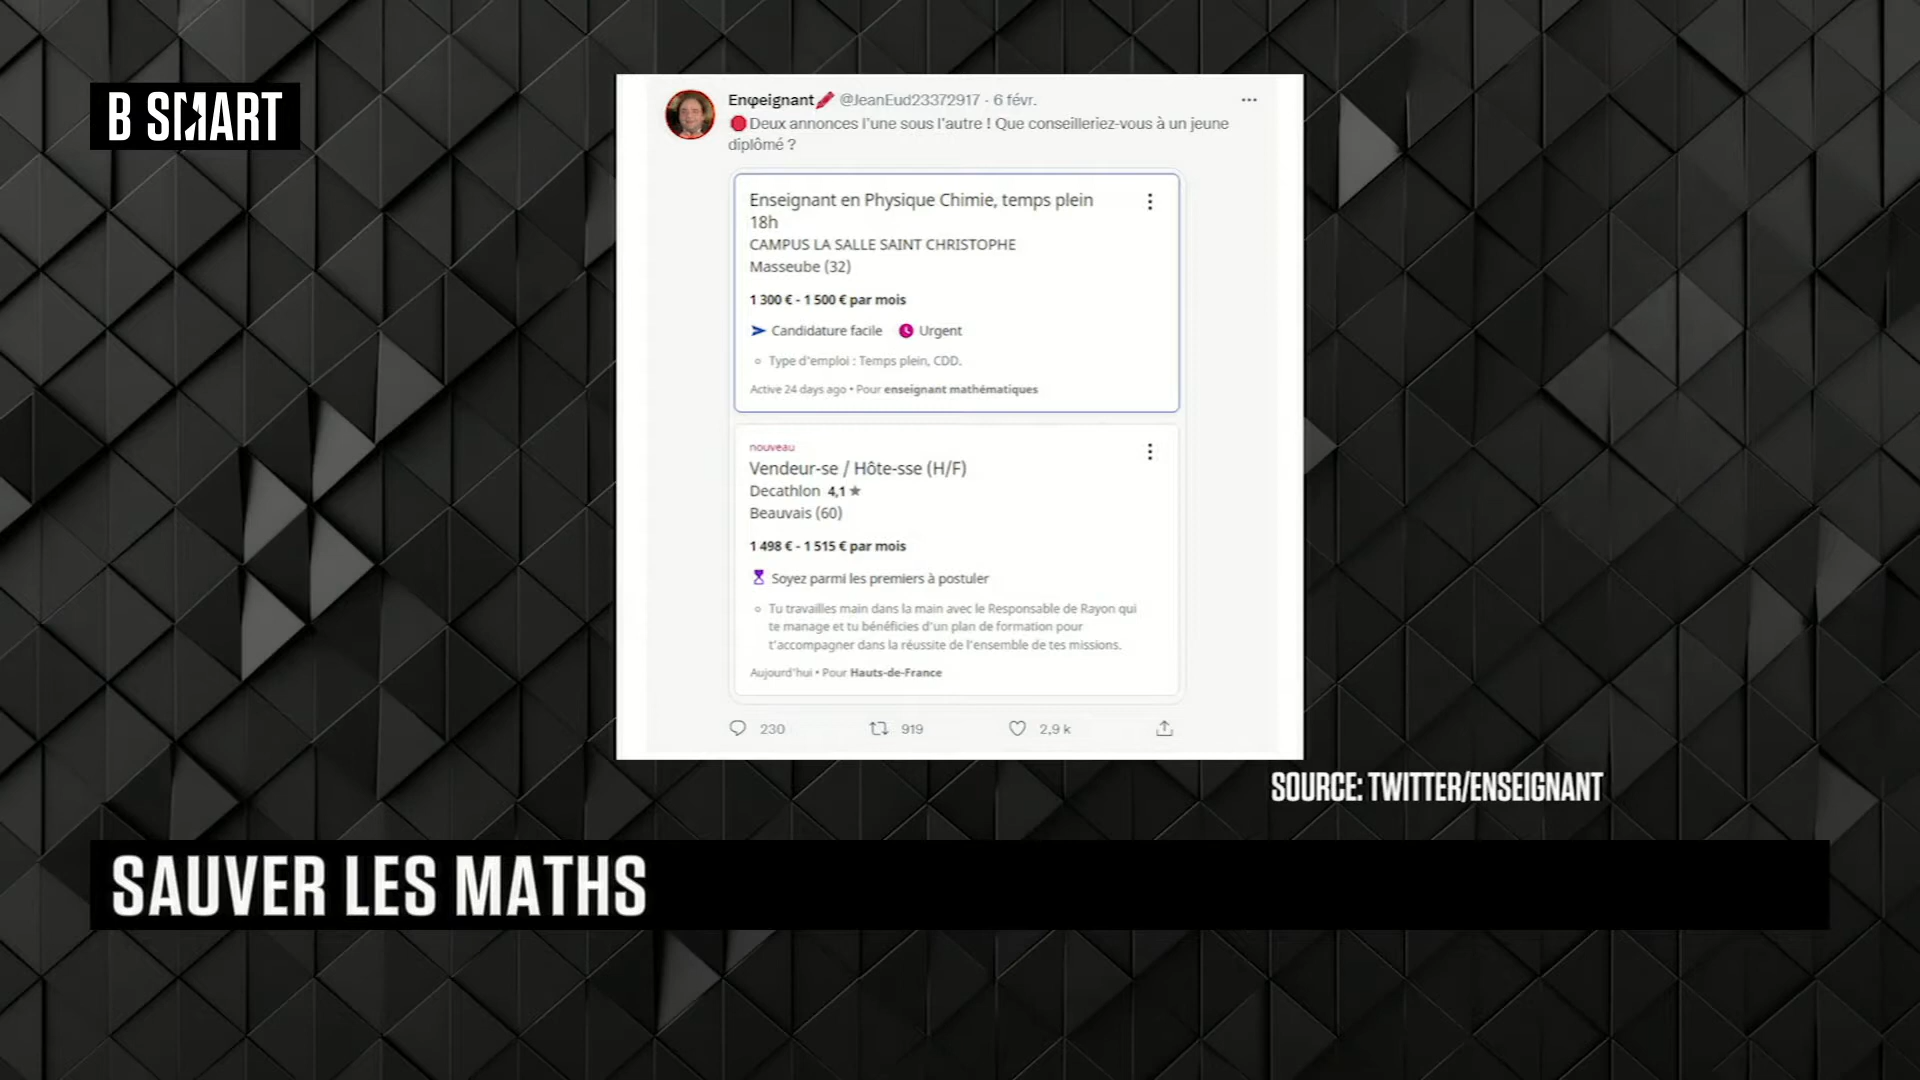 B SMART
Enφeignant @JeanEud23372917 · 6 févr.
Deux annonces l'une sous l'autre ! Que conseilleriez-vous à un jeune
diplômé ?
Enseignant en Physique Chimie, temps plein
18h
CAMPUS LA SALLE SAINT CHRISTOPHE
Masseube (32)
1 300 € - 1 500 € par mois
Candidature facile Urgent
Type d'emploi : Temps plein, CDD.
Active 24 days ago • Pour enseignant mathématiques
nouveau
Vendeur-se / Hôte-sse (H/F)
Decathlon 4,1 ★
Beauvais (60)
1 498 € - 1 515 € par mois
Soyez parmi les premiers à postuler
Tu travailles main dans la main avec le Responsable de Rayon qui
te manage et tu bénéficies d'un plan de formation pour
t'accompagner dans la réussite de l'ensemble de tes missions.
Aujourd'hui • Pour Hauts-de-France
230 919 2,9 k
SOURCE: TWITTER/ENSEIGNANT
SAUVER LES MATHS